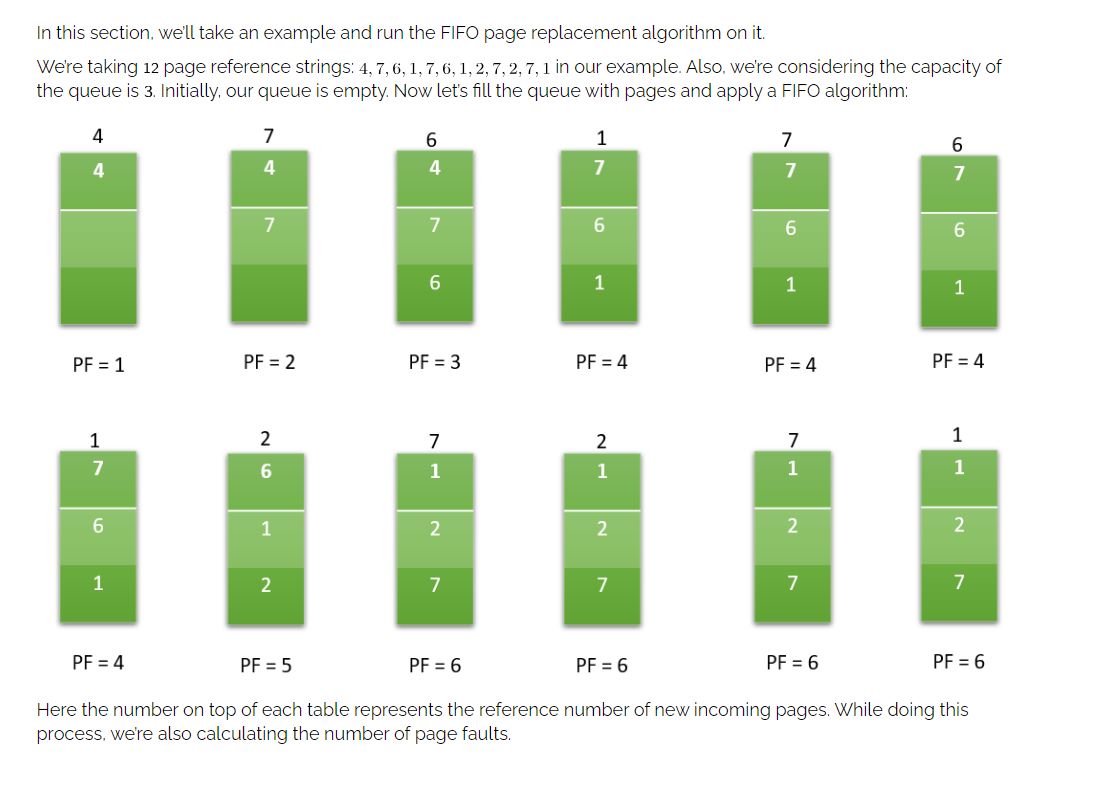 In this section, we'll take an example and run the FIFO page replacement algorithm on it.
We're taking 12 page reference strings: 4, 7, 6, 1, 7, 6, 1, 2, 7, 2, 7, 1 in our example. Also, we're considering the capacity of
the queue is 3. Initially, our queue is empty. Now let's fill the queue with pages and apply a FIFO algorithm:
4 7 6 1 7 6
4 4 4 7 7 7
7 7 6 6 6
6 1 1 1
PF = 1 PF = 2 PF = 3 PF = 4 PF = 4 PF = 4
1 2 7 2 7 1
7 6 1 1 1 1
6 1 2 2 2 2
1 2 7 7 7 7
PF = 4 PF = 5 PF = 6 PF = 6 PF = 6 PF = 6
Here the number on top of each table represents the reference number of new incoming pages. While doing this
process, we're also calculating the number of page faults.